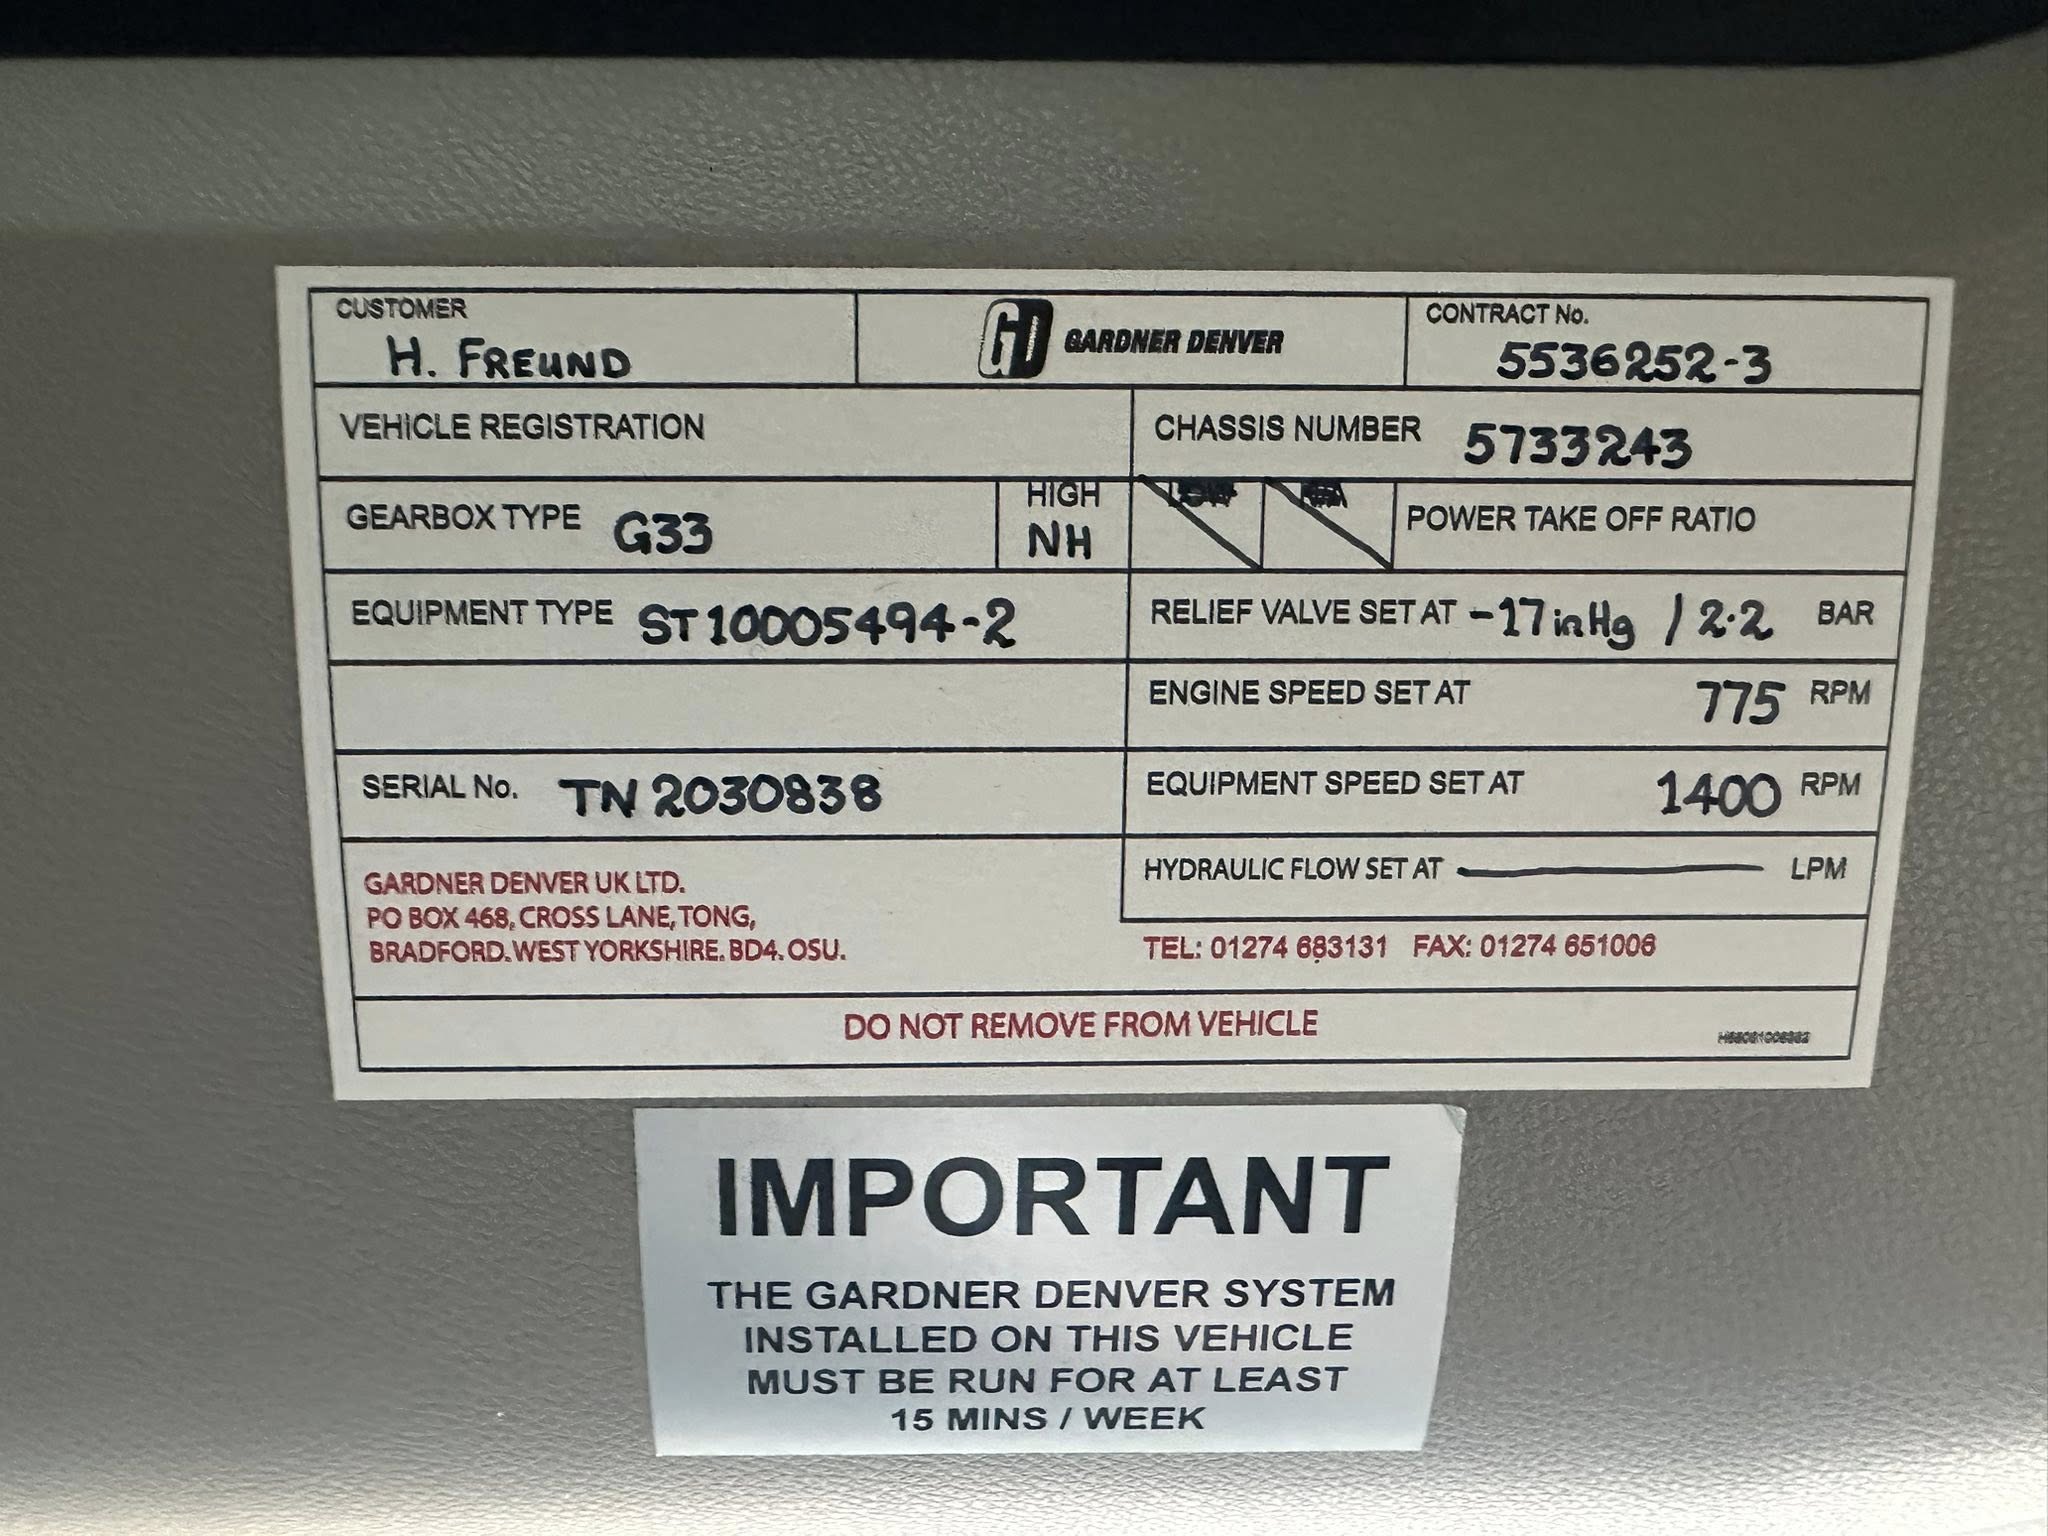 CUSTOMER
H. FREUND
GD GARDNER DENVER
CONTRACT No.
5536252-3
VEHICLE REGISTRATION
CHASSIS NUMBER 5733243
GEARBOX TYPE G33
HIGH
NH
POWER TAKE OFF RATIO
EQUIPMENT TYPE ST10005494-2
RELIEF VALVE SET AT -17inHg / 2.2 BAR
ENGINE SPEED SET AT 775 RPM
SERIAL No. TN2030838
EQUIPMENT SPEED SET AT 1400 RPM
HYDRAULIC FLOW SET AT LPM
GARDNER DENVER UK LTD.
PO BOX 468, CROSS LANE, TONG,
BRADFORD. WEST YORKSHIRE. BD4. OSU.
TEL: 01274 683131 FAX: 01274 651006
DO NOT REMOVE FROM VEHICLE
IMPORTANT
THE GARDNER DENVER SYSTEM
INSTALLED ON THIS VEHICLE
MUST BE RUN FOR AT LEAST
15 MINS / WEEK